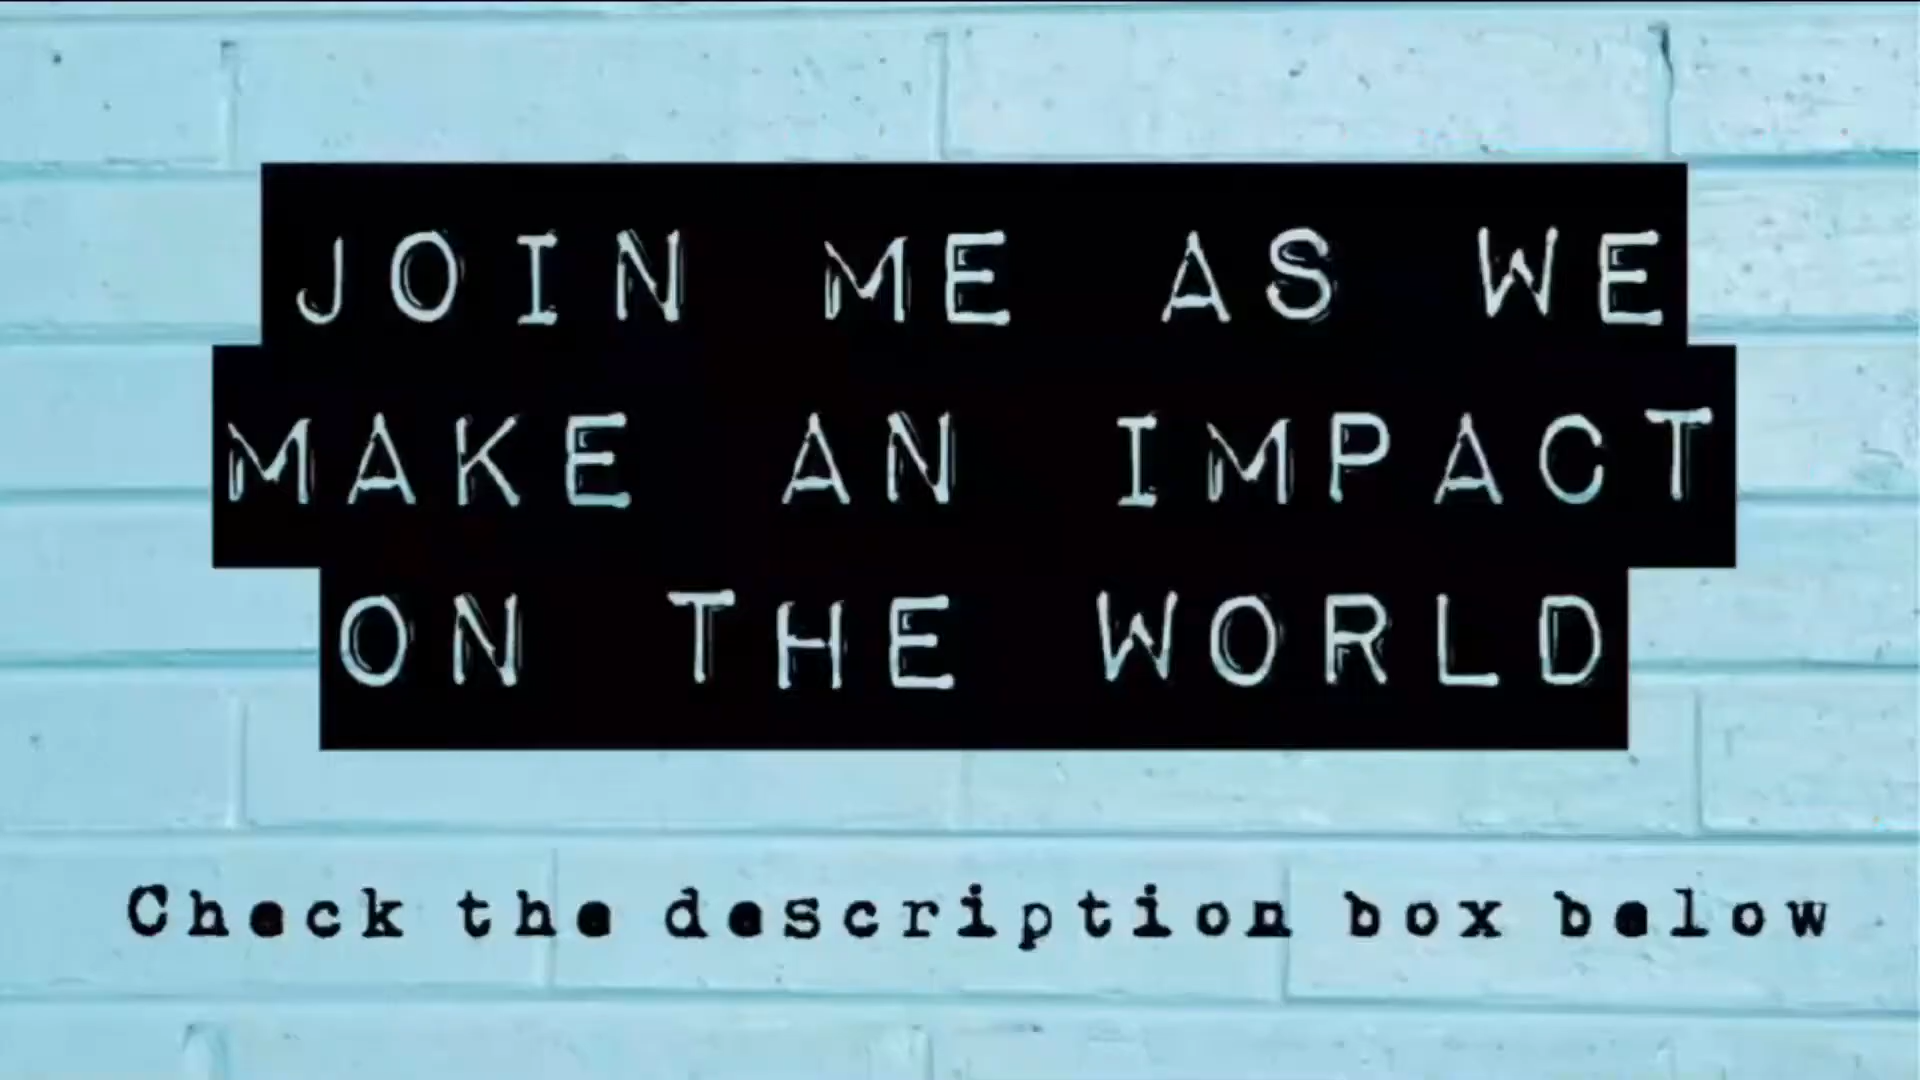 JOIN ME AS WE
MAKE AN IMPACT
ON THE WORLD
Check the description box below